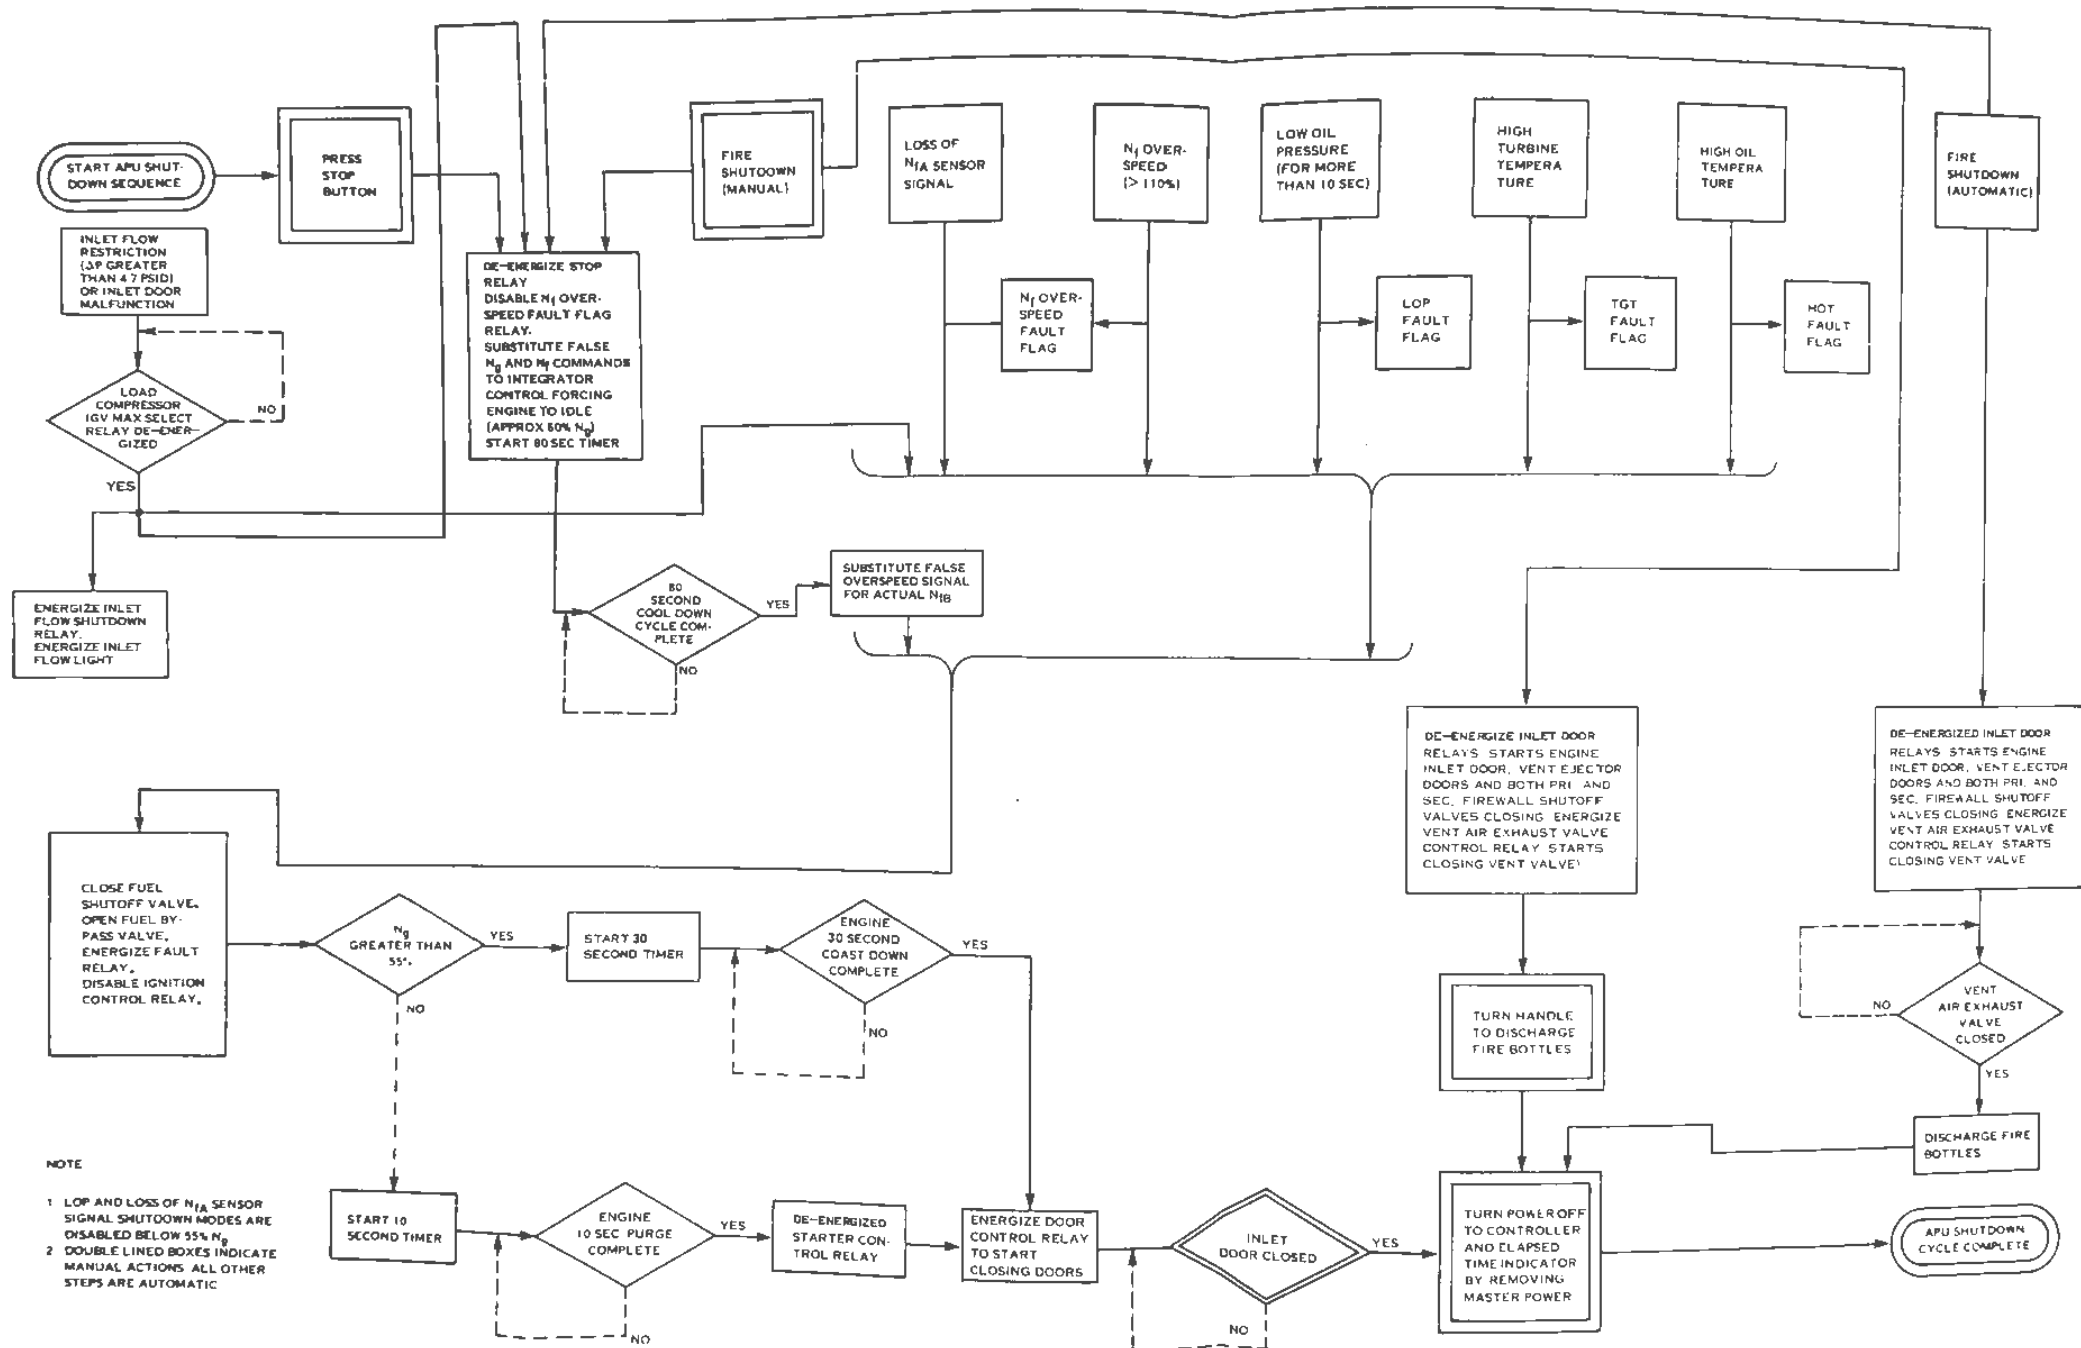 START APU SHUT-
DOWN SEQUENCE
PRESS
STOP
BUTTON
FIRE
SHUTDOWN
(MANUAL)
LOSS OF
NfA SENSOR
SIGNAL
Nf OVER-
SPEED
(> 110%)
LOW OIL
PRESSURE
(FOR MORE
THAN 10 SEC)
HIGH
TURBINE
TEMPERA
TURE
HIGH OIL
TEMPERA
TURE
FIRE
SHUTDOWN
(AUTOMATIC)
INLET FLOW
RESTRICTION
(ΔP GREATER
THAN 4.7 PSID)
OR INLET DOOR
MALFUNCTION
DE-ENERGIZE STOP
RELAY
DISABLE Nf OVER-
SPEED FAULT FLAG
RELAY.
SUBSTITUTE FALSE
Ng AND Nf COMMANDS
TO INTEGRATOR
CONTROL FORCING
ENGINE TO IDLE
(APPROX 60% Ng)
START 80 SEC TIMER
Nf OVER-
SPEED
FAULT
FLAG
LOP
FAULT
FLAG
TGT
FAULT
FLAG
HOT
FAULT
FLAG
LOAD
COMPRESSOR
IGV MAX SELECT
RELAY DE-ENER-
GIZED
NO
YES
ENERGIZE INLET
FLOW SHUTDOWN
RELAY.
ENERGIZE INLET
FLOW LIGHT
80
SECOND
COOL DOWN
CYCLE COM-
PLETE
YES
NO
SUBSTITUTE FALSE
OVERSPEED SIGNAL
FOR ACTUAL NfB
DE-ENERGIZE INLET DOOR
RELAYS STARTS ENGINE
INLET DOOR, VENT EJECTOR
DOORS AND BOTH PRI. AND
SEC. FIREWALL SHUTOFF
VALVES CLOSING ENERGIZE
VENT AIR EXHAUST VALVE
CONTROL RELAY STARTS
CLOSING VENT VALVE)
DE-ENERGIZED INLET DOOR
RELAYS STARTS ENGINE
INLET DOOR, VENT EJECTOR
DOORS AND BOTH PRI. AND
SEC. FIREWALL SHUTOFF
VALVES CLOSING ENERGIZE
VENT AIR EXHAUST VALVE
CONTROL RELAY STARTS
CLOSING VENT VALVE
CLOSE FUEL
SHUTOFF VALVE.
OPEN FUEL BY-
PASS VALVE.
ENERGIZE FAULT
RELAY.
DISABLE IGNITION
CONTROL RELAY.
Ng
GREATER THAN
55%
YES
NO
START 30
SECOND TIMER
ENGINE
30 SECOND
COAST DOWN
COMPLETE
YES
NO
TURN HANDLE
TO DISCHARGE
FIRE BOTTLES
VENT
AIR EXHAUST
VALVE
CLOSED
NO
YES
DISCHARGE FIRE
BOTTLES
NOTE
1 LOP AND LOSS OF NfA SENSOR
SIGNAL SHUTDOWN MODES ARE
DISABLED BELOW 55% Ng
2 DOUBLE LINED BOXES INDICATE
MANUAL ACTIONS ALL OTHER
STEPS ARE AUTOMATIC
START 10
SECOND TIMER
ENGINE
10 SEC PURGE
COMPLETE
YES
NO
DE-ENERGIZED
STARTER CON-
TROL RELAY
ENERGIZE DOOR
CONTROL RELAY
TO START
CLOSING DOORS
INLET
DOOR CLOSED
YES
NO
TURN POWER OFF
TO CONTROLLER
AND ELAPSED
TIME INDICATOR
BY REMOVING
MASTER POWER
APU SHUTDOWN
CYCLE COMPLETE